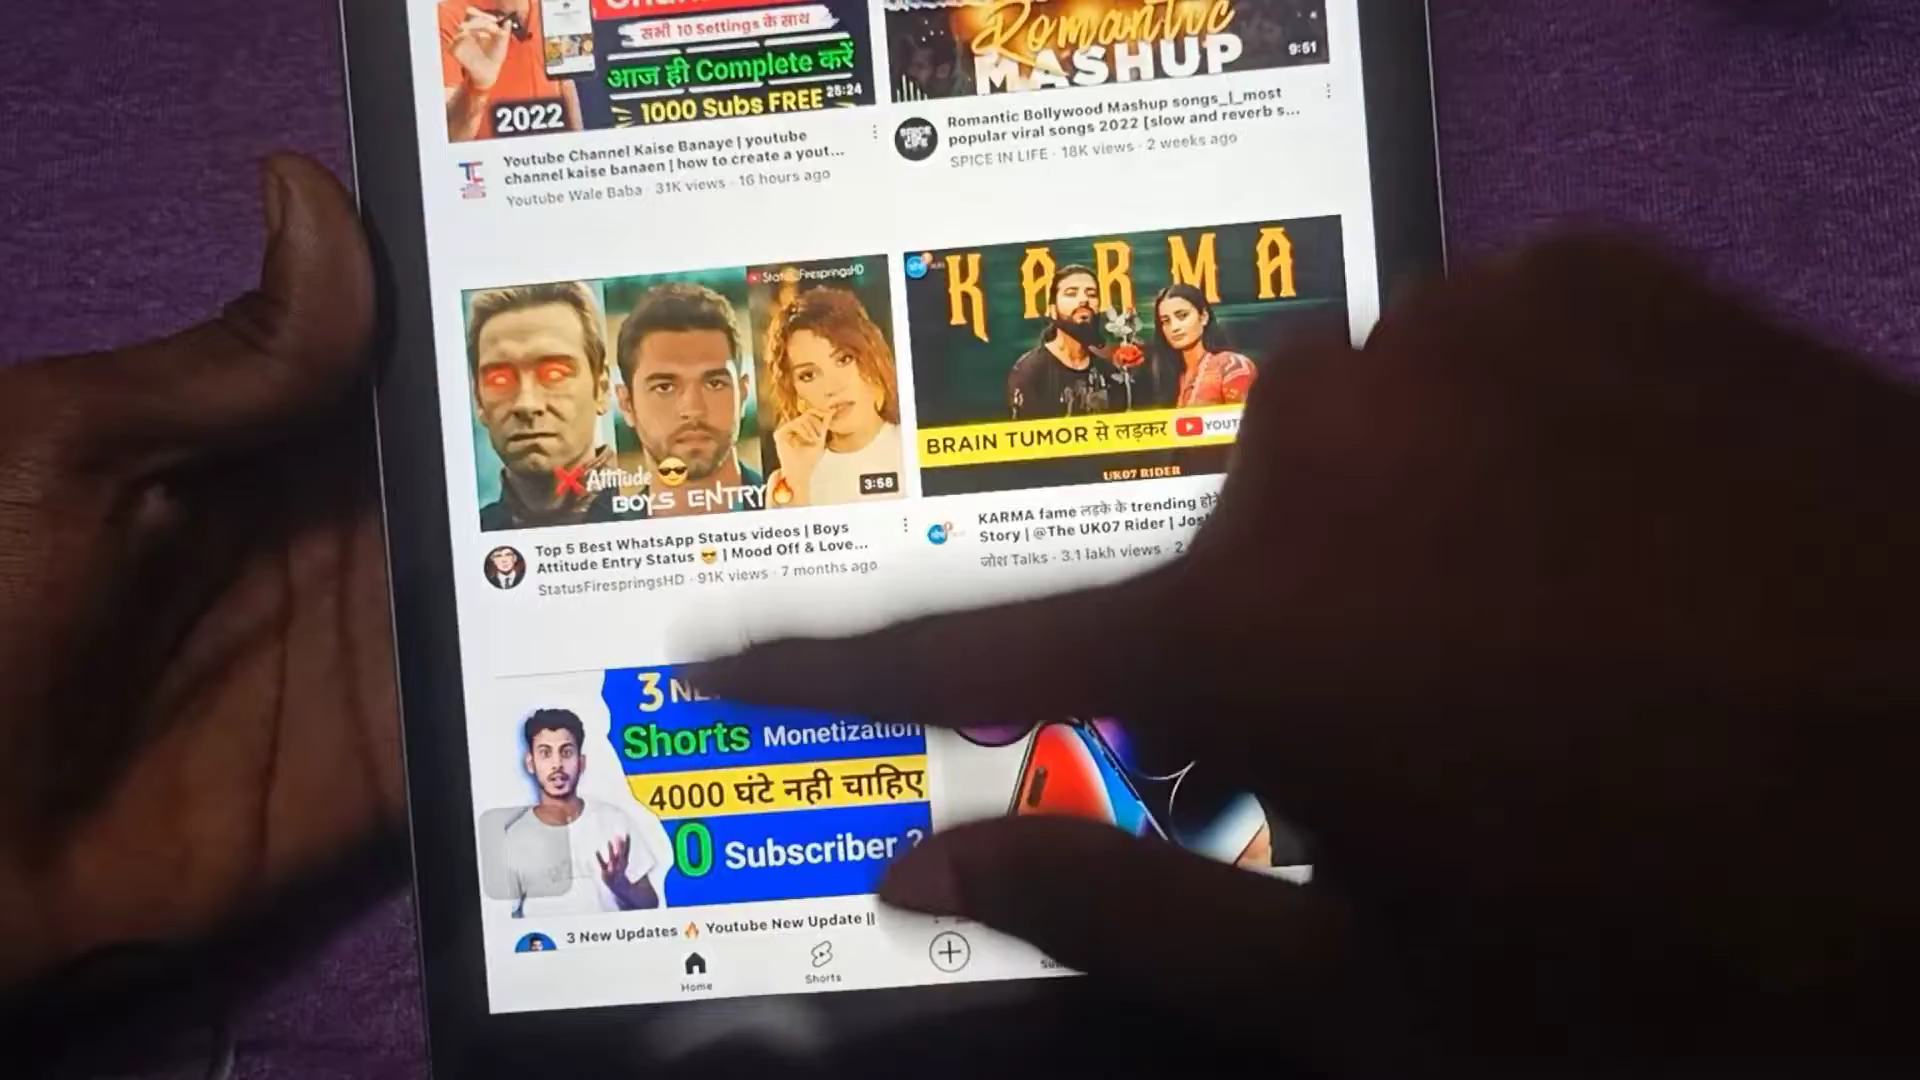 सभी 10 Settings के साथ
आज ही Complete करें
1000 Subs FREE
25:24
2022
Youtube Channel Kaise Banaye | youtube
channel kaise banaen | how to create a yout...
Youtube Wale Baba · 31K views · 16 hours ago
Romantic
MASHUP
9:51
SPICE IN LIFE
Romantic Bollywood Mashup songs_|_most
popular viral songs 2022 [slow and reverb s...
SPICE IN LIFE · 18K views · 2 weeks ago
Attitude
BOYS ENTRY
3:58
Top 5 Best WhatsApp Status videos | Boys
Attitude Entry Status 😎 | Mood Off & Love...
StatusFirespringsHD · 91K views · 7 months ago
KARMA
BRAIN TUMOR से लड़कर
UK07 RIDER
KARMA fame लड़के के trending
Story | @The UK07 Rider |
जोश Talks · 3.1 lakh views · 2
3
Shorts Monetization
4000 घंटे नही चाहिए
0 Subscriber ?
3 New Updates 🔥 Youtube New Update ||
Home
Shorts